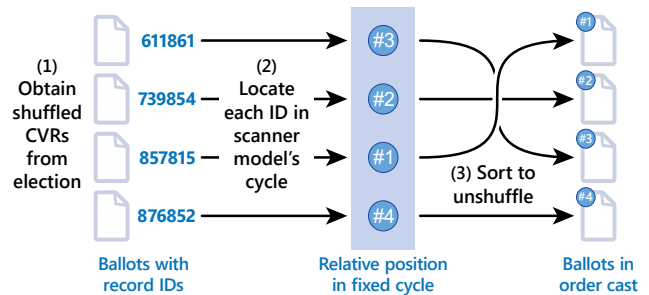 (1)
Obtain
shuffled
CVRs
from
election
611861
739854
857815
876852
(2)
Locate
each ID in
scanner
model's
cycle
#3
#2
#1
#4
(3) Sort to
unshuffle
#1
#2
#3
#4
Ballots with
record IDs
Relative position
in fixed cycle
Ballots in
order cast